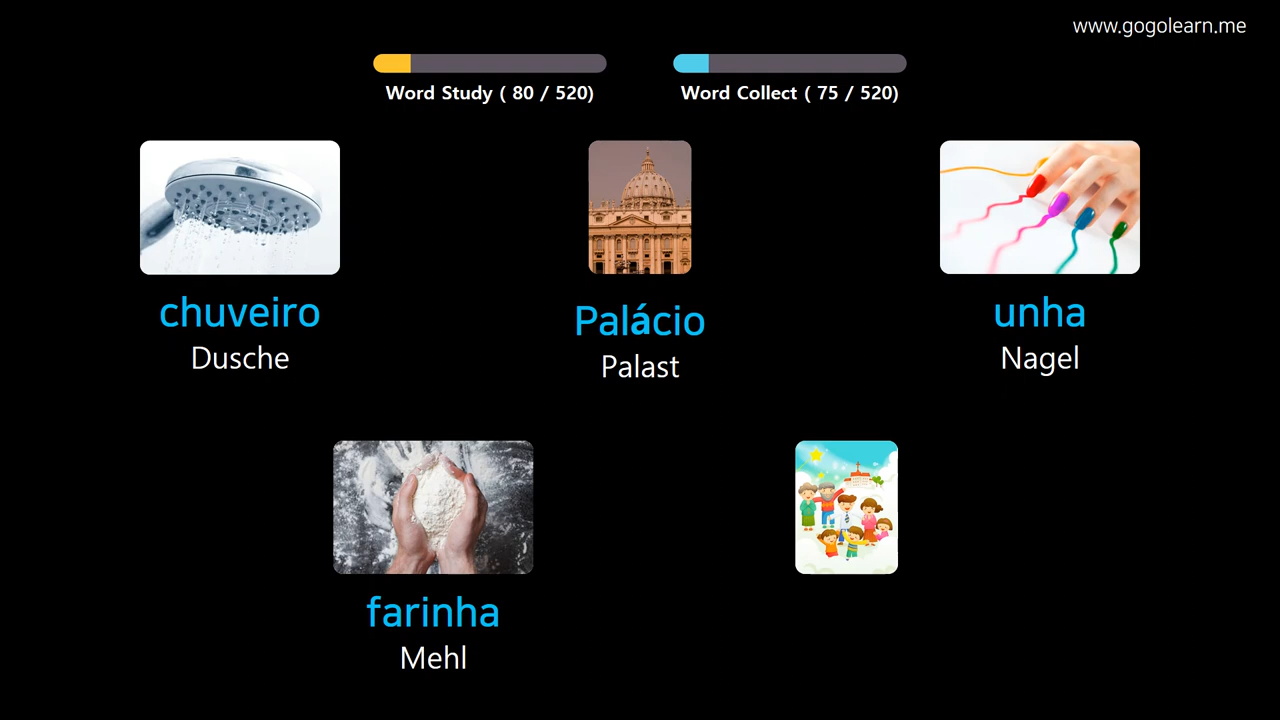 www.gogolearn.me
Word Study ( 80 / 520)
Word Collect ( 75 / 520)
chuveiro
Dusche
Palácio
Palast
unha
Nagel
farinha
Mehl